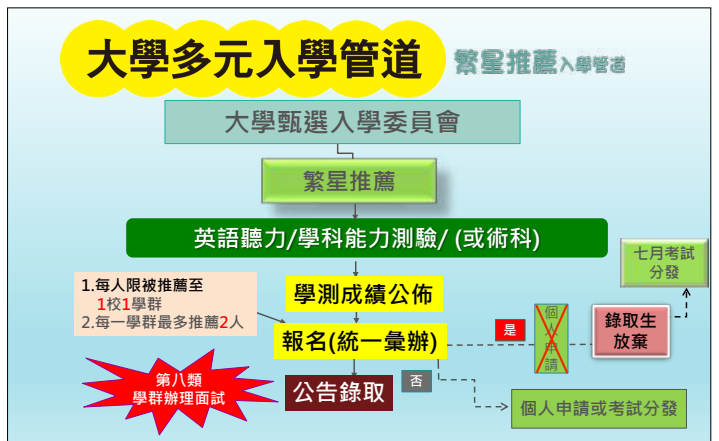 大學多元入學管道
繁星推薦入學管道
大學甄選入學委員會
繁星推薦
英語聽力/學科能力測驗/ (或術科)
七月考試
分發
1.每人限被推薦至
1校1學群
2.每一學群最多推薦2人
學測成績公佈
報名(統一彙辦)
是
個人申請
錄取生
放棄
第八類
學群辦理面試
公告錄取
否
個人申請或考試分發